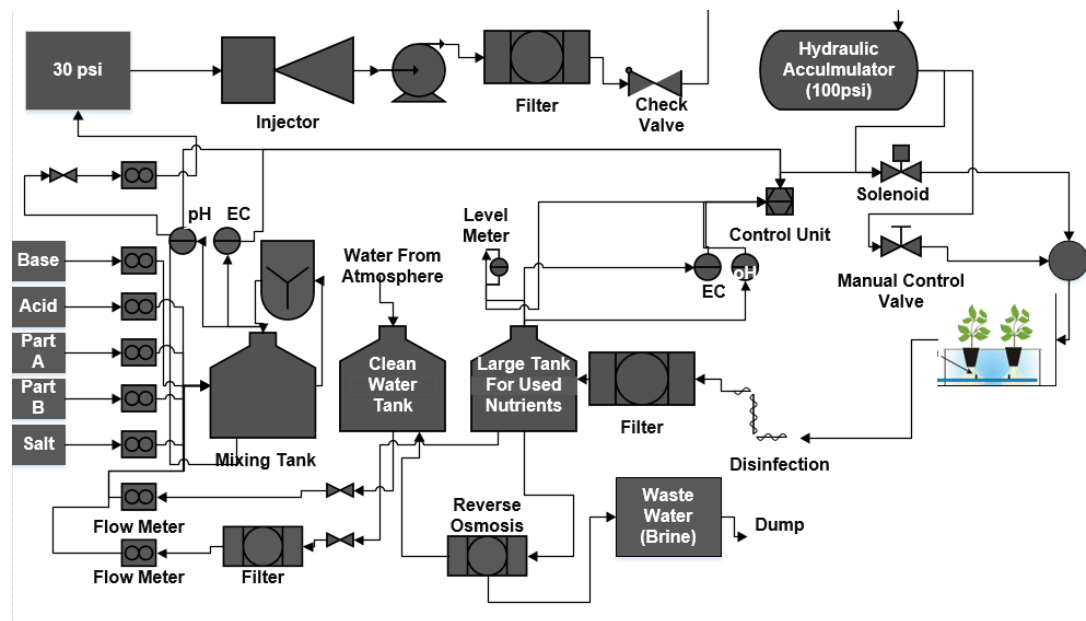 30 psi
Injector
Filter
Check
Valve
Hydraulic
Acculmulator
(100psi)
Solenoid
pH
EC
Level
Meter
Control Unit
Manual Control
Valve
Base
Acid
Part
A
Part
B
Salt
Water From
Atmosphere
EC
pH
Clean
Water
Tank
Large Tank
For Used
Nutrients
Filter
Disinfection
Mixing Tank
Flow Meter
Flow Meter
Filter
Reverse
Osmosis
Waste
Water
(Brine)
Dump